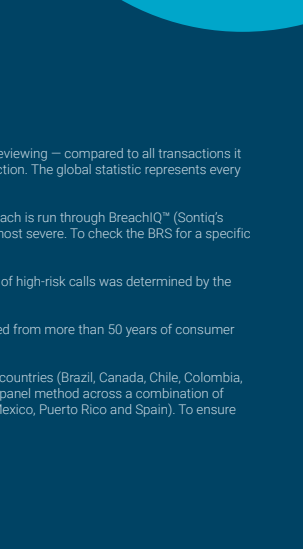 eviewing — compared to all transactions it
ction. The global statistic represents every
ach is run through BreachIQ™ (Sontiq's
nost severe. To check the BRS for a specific
of high-risk calls was determined by the
ed from more than 50 years of consumer
countries (Brazil, Canada, Chile, Colombia,
panel method across a combination of
Mexico, Puerto Rico and Spain). To ensure